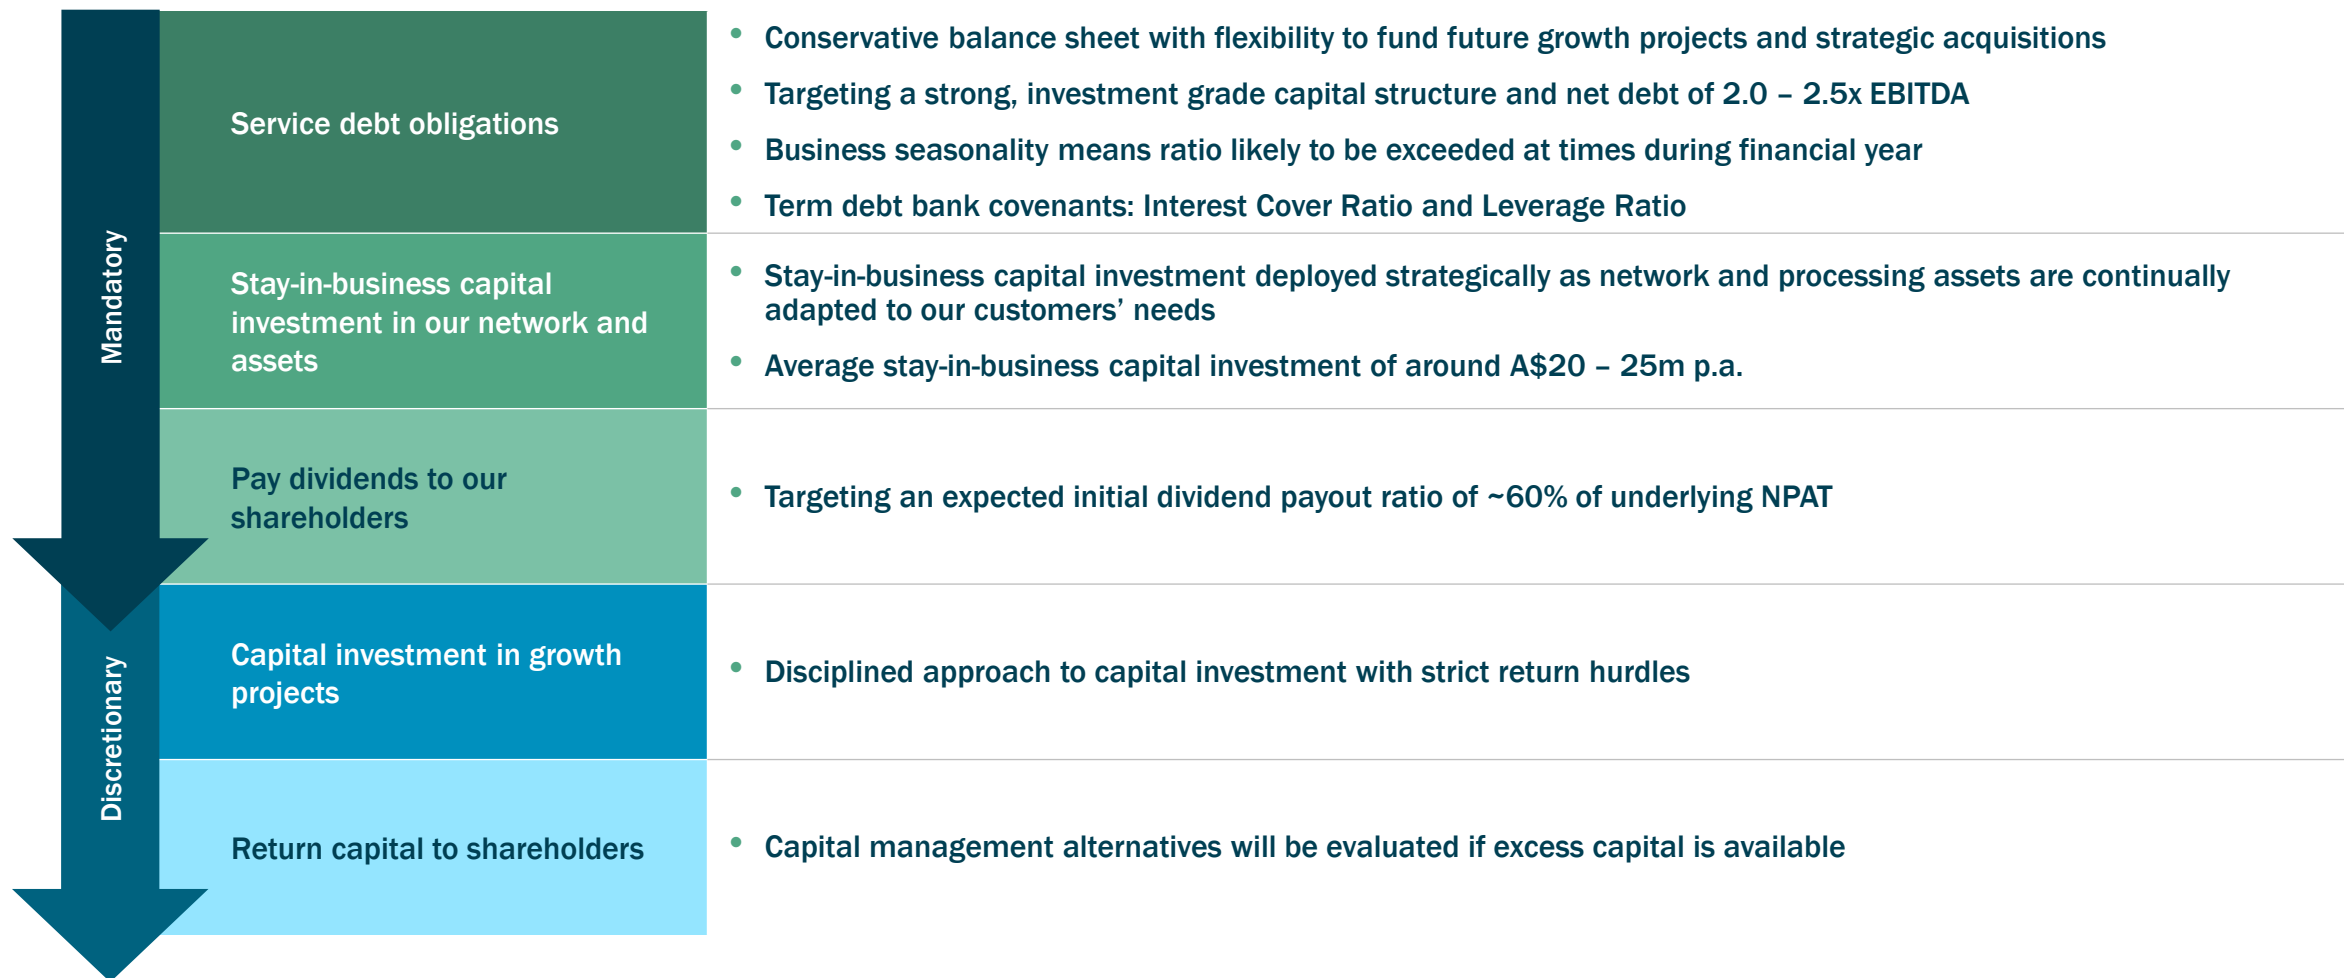 Mandatory
Service debt obligations
• Conservative balance sheet with flexibility to fund future growth projects and strategic acquisitions
• Targeting a strong, investment grade capital structure and net debt of 2.0 – 2.5x EBITDA
• Business seasonality means ratio likely to be exceeded at times during financial year
• Term debt bank covenants: Interest Cover Ratio and Leverage Ratio
Stay-in-business capital
investment in our network and
assets
• Stay-in-business capital investment deployed strategically as network and processing assets are continually
adapted to our customers’ needs
• Average stay-in-business capital investment of around A$20 – 25m p.a.
Pay dividends to our
shareholders
• Targeting an expected initial dividend payout ratio of ~60% of underlying NPAT
Discretionary
Capital investment in growth
projects
• Disciplined approach to capital investment with strict return hurdles
Return capital to shareholders
• Capital management alternatives will be evaluated if excess capital is available